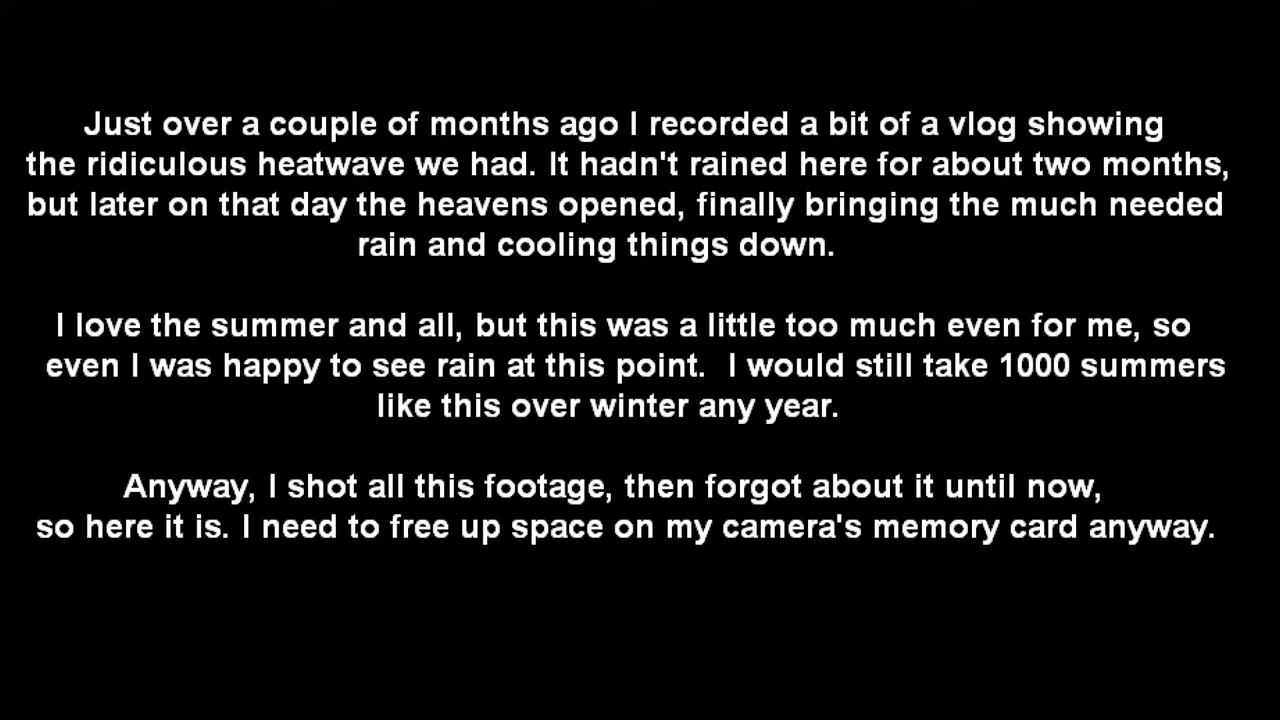 Just over a couple of months ago I recorded a bit of a vlog showing
the ridiculous heatwave we had. It hadn't rained here for about two months,
but later on that day the heavens opened, finally bringing the much needed
rain and cooling things down.
I love the summer and all, but this was a little too much even for me, so
even I was happy to see rain at this point.  I would still take 1000 summers
like this over winter any year.
Anyway, I shot all this footage, then forgot about it until now,
so here it is. I need to free up space on my camera's memory card anyway.